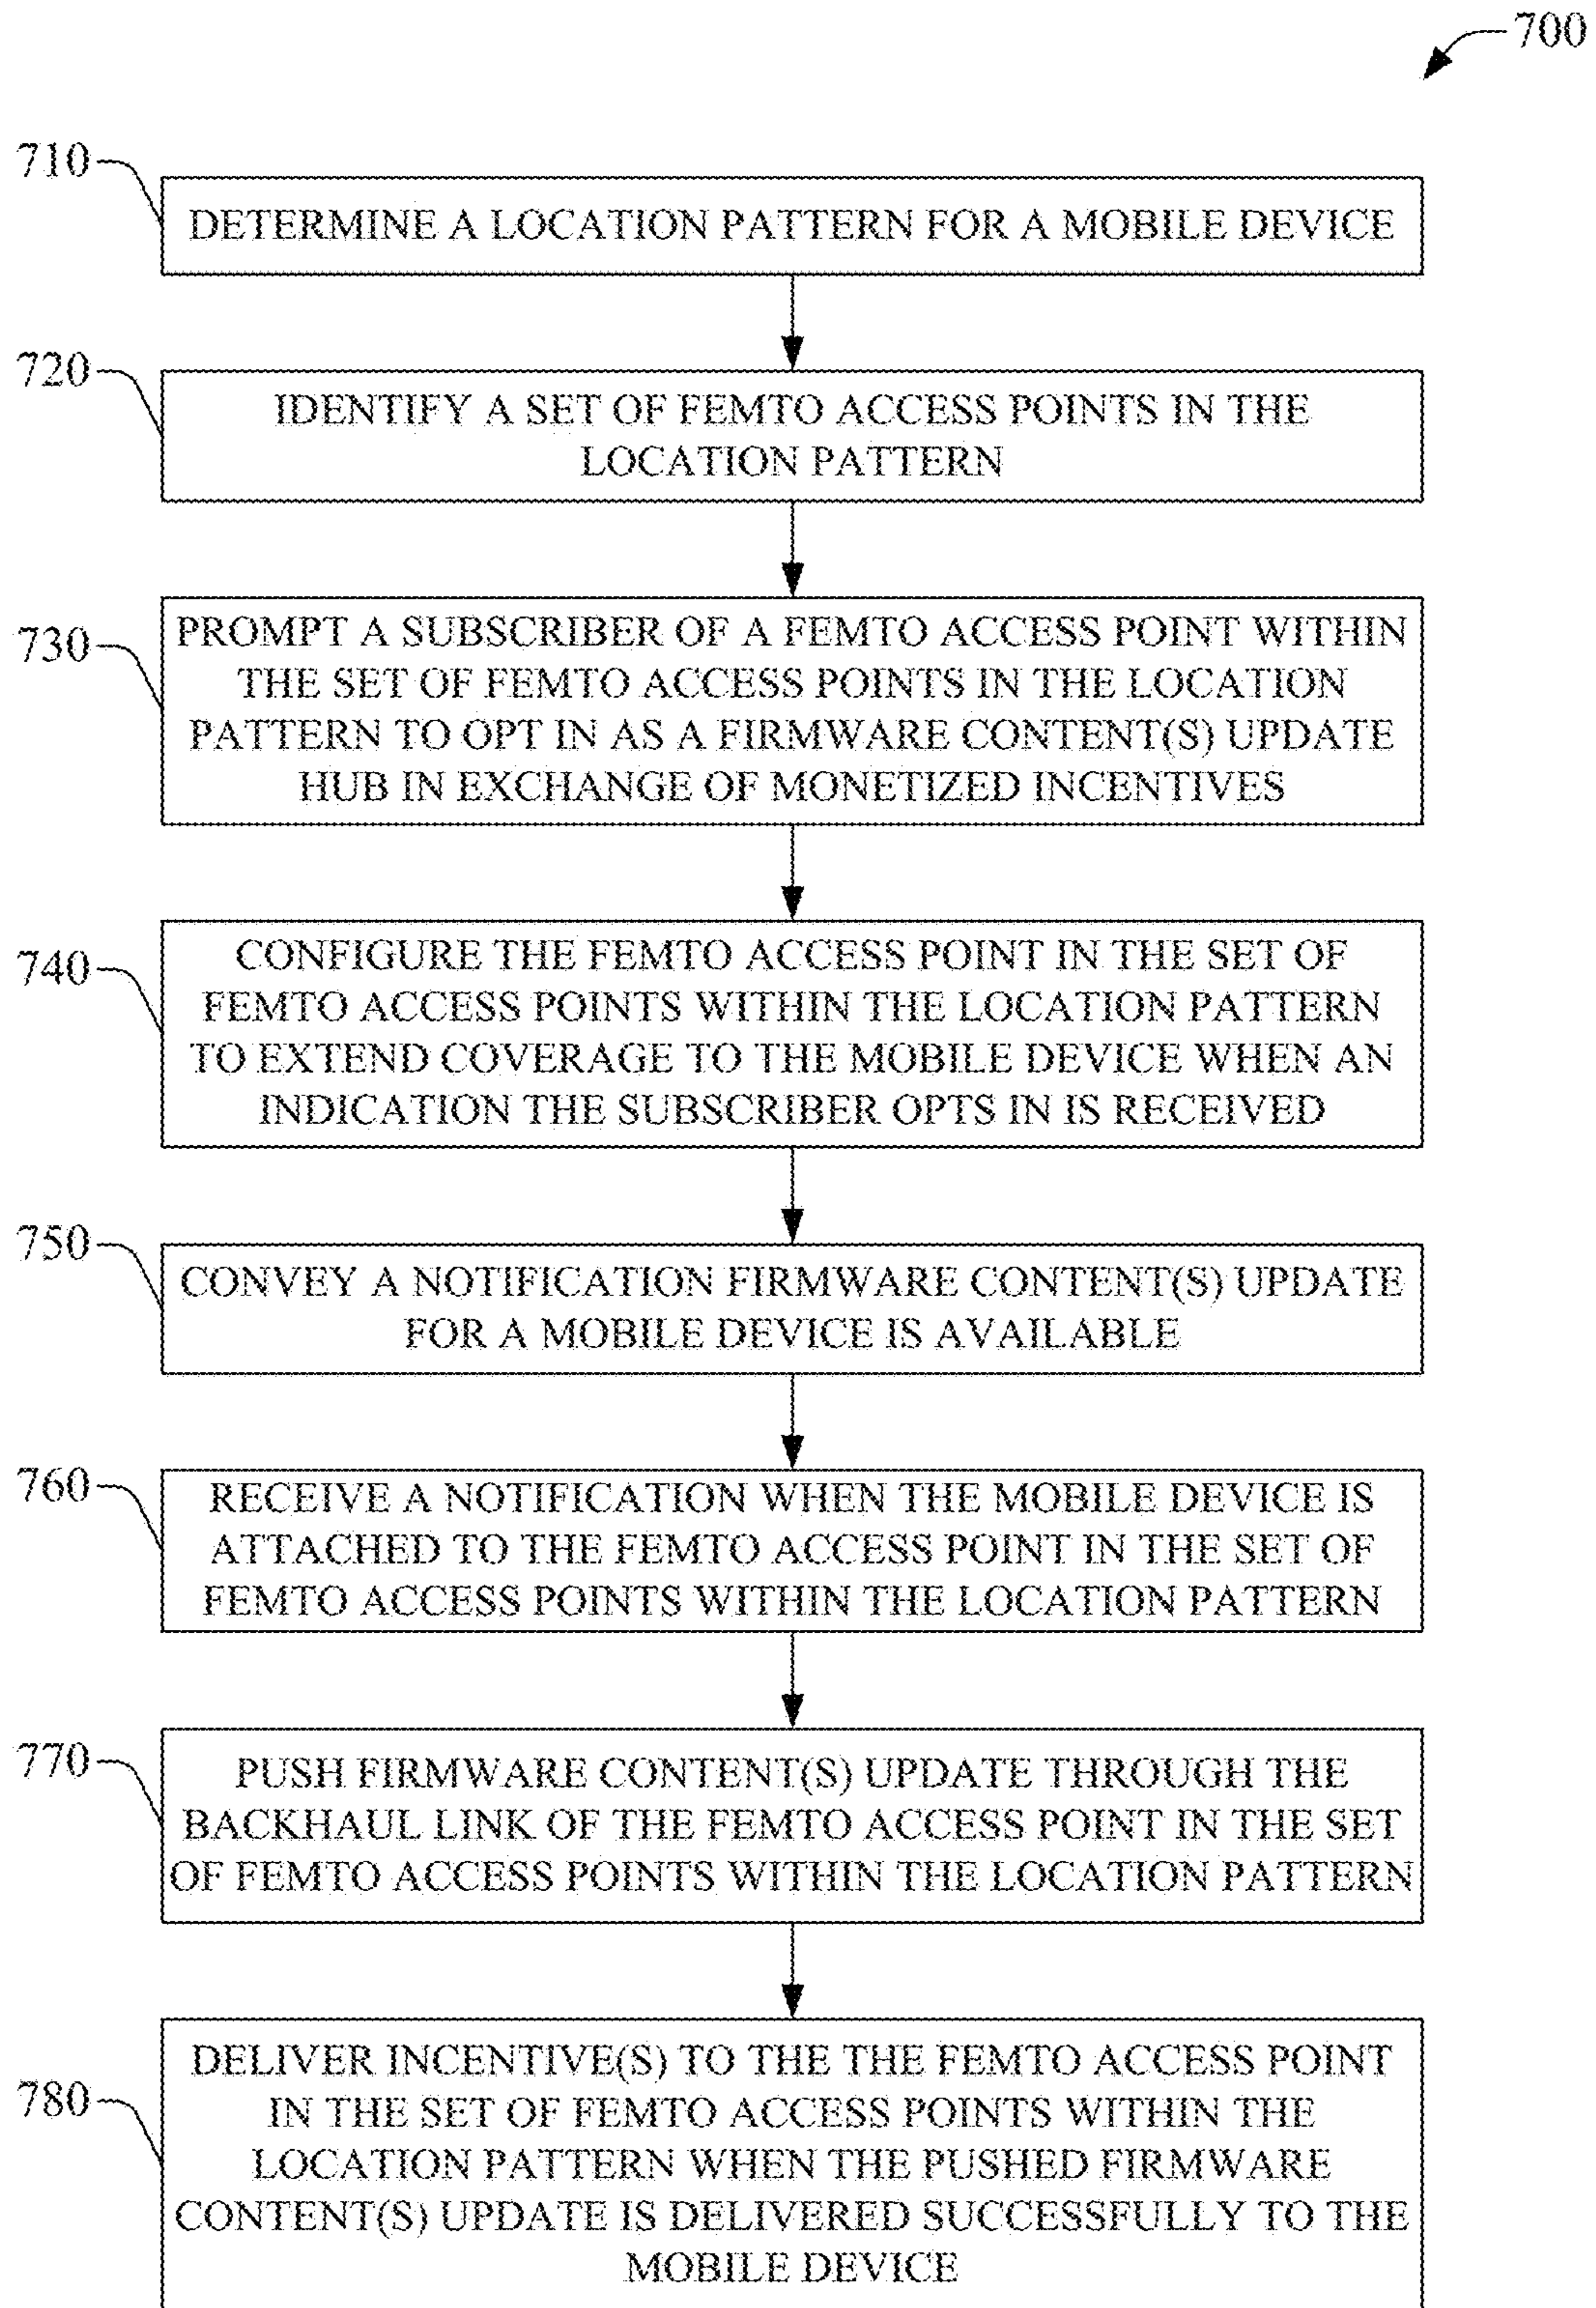 700
710
DETERMINE A LOCATION PATTERN FOR A MOBILE DEVICE
720
IDENTIFY A SET OF FEMTO ACCESS POINTS IN THE
LOCATION PATTERN
730
PROMPT A SUBSCRIBER OF A FEMTO ACCESS POINT WITHIN
THE SET OF FEMTO ACCESS POINTS IN THE LOCATION
PATTERN TO OPT IN AS A FIRMWARE CONTENT(S) UPDATE
HUB IN EXCHANGE OF MONETIZED INCENTIVES
740
CONFIGURE THE FEMTO ACCESS POINT IN THE SET OF
FEMTO ACCESS POINTS WITHIN THE LOCATION PATTERN
TO EXTEND COVERAGE TO THE MOBILE DEVICE WHEN AN
INDICATION THE SUBSCRIBER OPTS IN IS RECEIVED
750
CONVEY A NOTIFICATION FIRMWARE CONTENT(S) UPDATE
FOR A MOBILE DEVICE IS AVAILABLE
760
RECEIVE A NOTIFICATION WHEN THE MOBILE DEVICE IS
ATTACHED TO THE FEMTO ACCESS POINT IN THE SET OF
FEMTO ACCESS POINTS WITHIN THE LOCATION PATTERN
770
PUSH FIRMWARE CONTENT(S) UPDATE THROUGH THE
BACKHAUL LINK OF THE FEMTO ACCESS POINT IN THE SET
OF FEMTO ACCESS POINTS WITHIN THE LOCATION PATTERN
780
DELIVER INCENTIVE(S) TO THE THE FEMTO ACCESS POINT
IN THE SET OF FEMTO ACCESS POINTS WITHIN THE
LOCATION PATTERN WHEN THE PUSHED FIRMWARE
CONTENT(S) UPDATE IS DELIVERED SUCCESSFULLY TO THE
MOBILE DEVICE